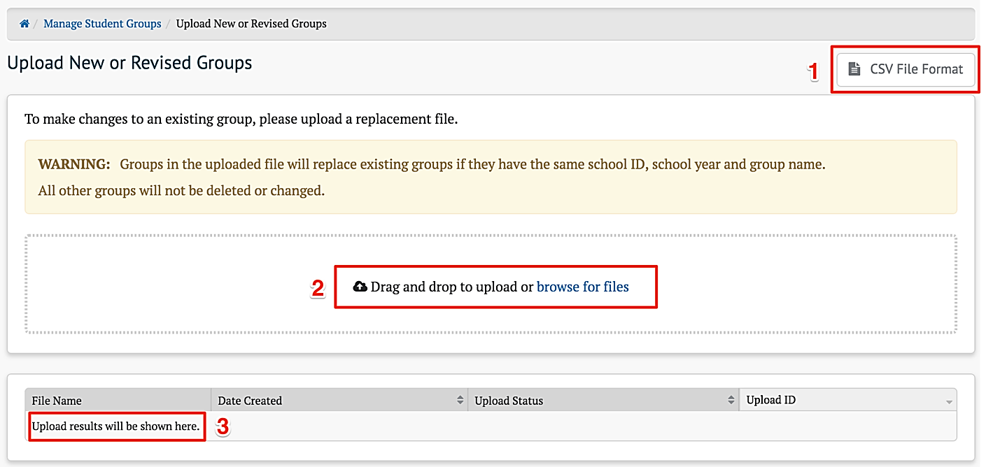 Manage Student Groups / Upload New or Revised Groups
Upload New or Revised Groups
1
CSV File Format
To make changes to an existing group, please upload a replacement file.
WARNING: Groups in the uploaded file will replace existing groups if they have the same school ID, school year and group name.
All other groups will not be deleted or changed.
2
Drag and drop to upload or browse for files
File Name Date Created Upload Status Upload ID
Upload results will be shown here.
3